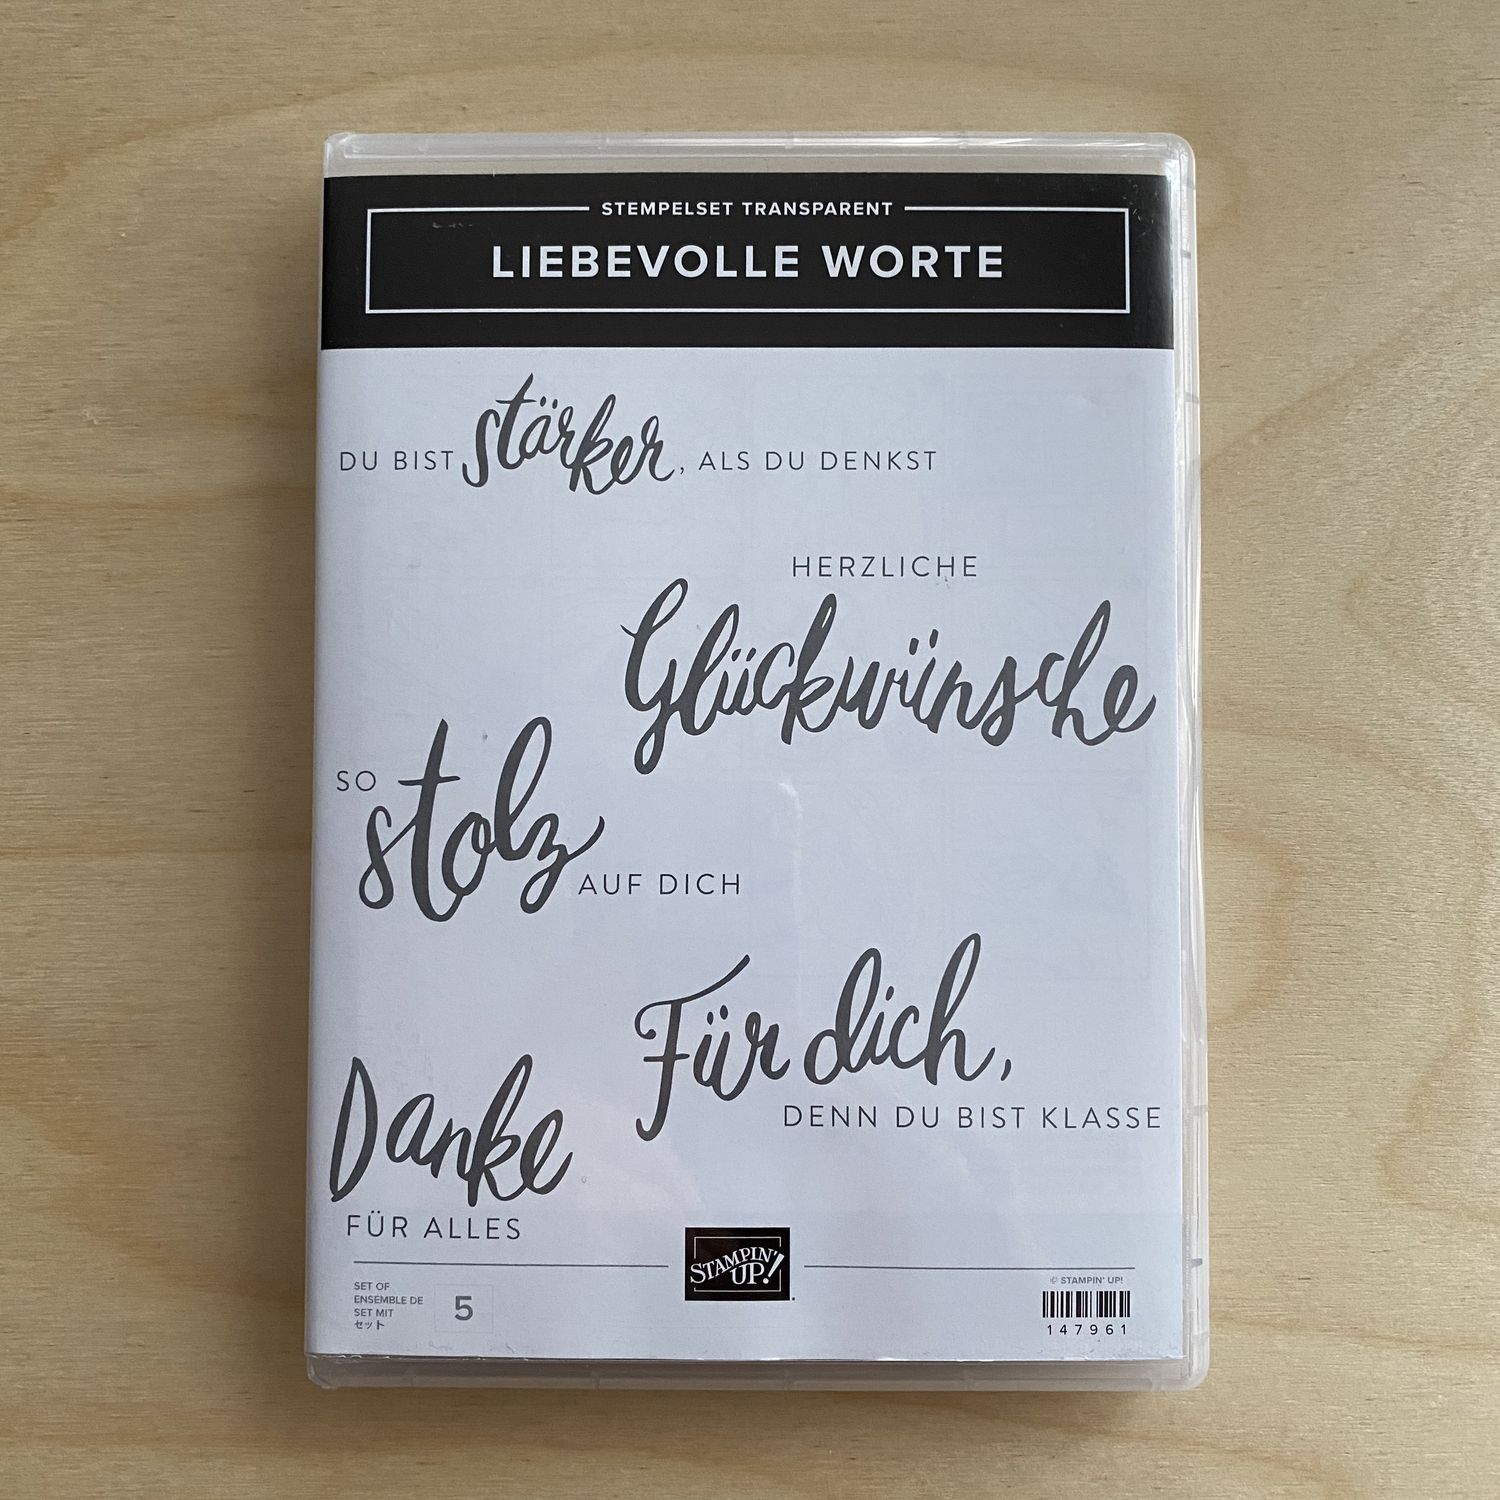 STEMPELSET TRANSPARENT
LIEBEVOLLE WORTE
DU BIST stärker, ALS DU DENKST
HERZLICHE
Glückwünsche
SO
stolz
AUF DICH
Für dich,
DENN DU BIST KLASSE
Danke
FÜR ALLES
STAMPIN'
UP!
SET OF
ENSEMBLE DE
SET MIT
セット
5
© STAMPIN' UP!
147961